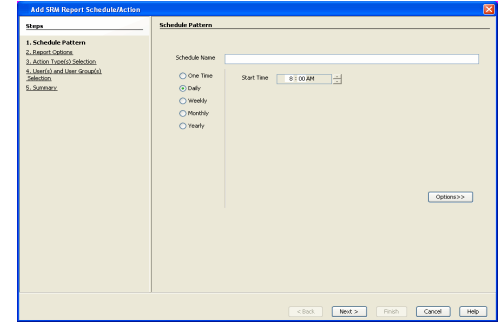 Add SRM Report Schedule/Action
Steps
1. Schedule Pattern
2. Report Options
3. Action Type(s) Selection
4. User(s) and User Group(s)
Selection
5. Summary
Schedule Pattern
Schedule Name
One Time
Start Time
8 : 00 AM
Daily
Weekly
Monthly
Yearly
Options>>
< Back
Next >
Finish
Cancel
Help